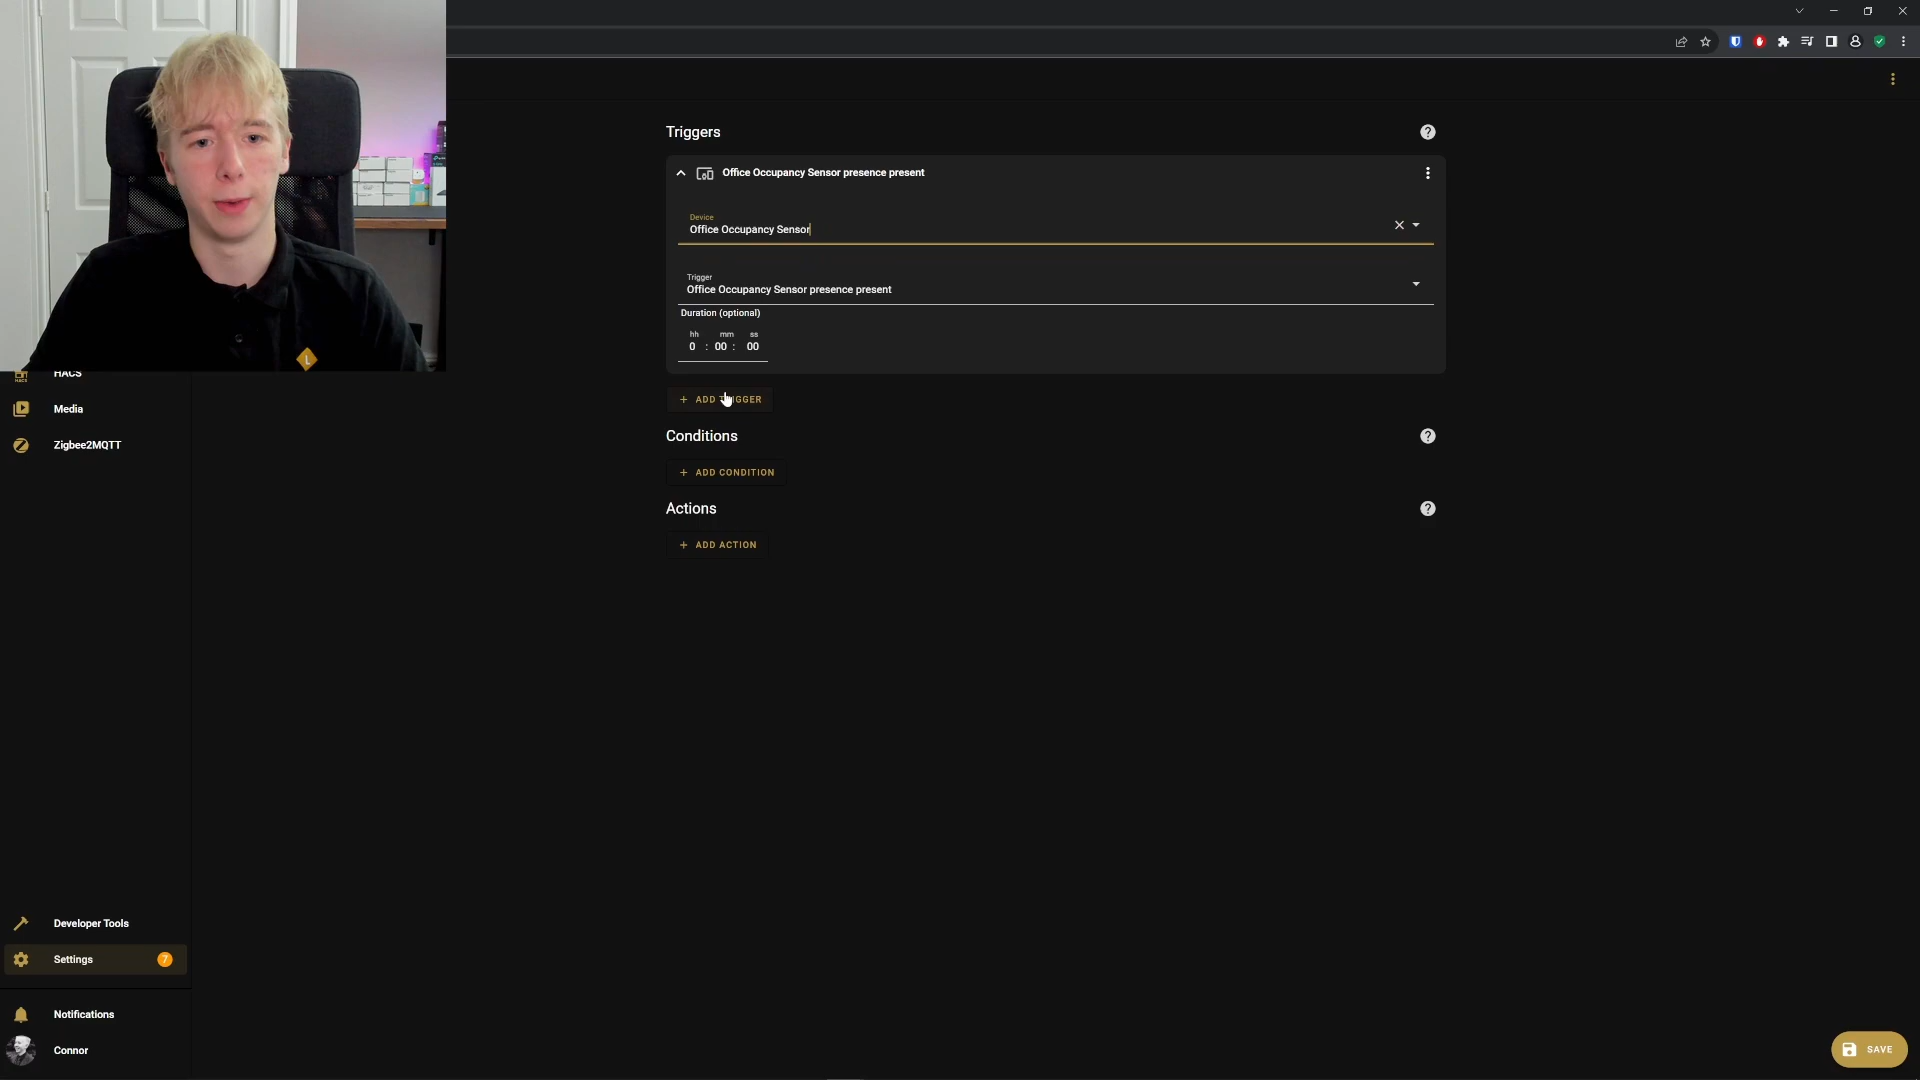 Triggers
Office Occupancy Sensor presence present
Device
Office Occupancy Sensor
Trigger
Office Occupancy Sensor presence present
Duration (optional)
hh mm ss
0 : 00 : 00
ADD TRIGGER
Conditions
ADD CONDITION
Actions
ADD ACTION
HACS
Media
Zigbee2MQTT
Developer Tools
Settings 7
Notifications
Connor
SAVE
L